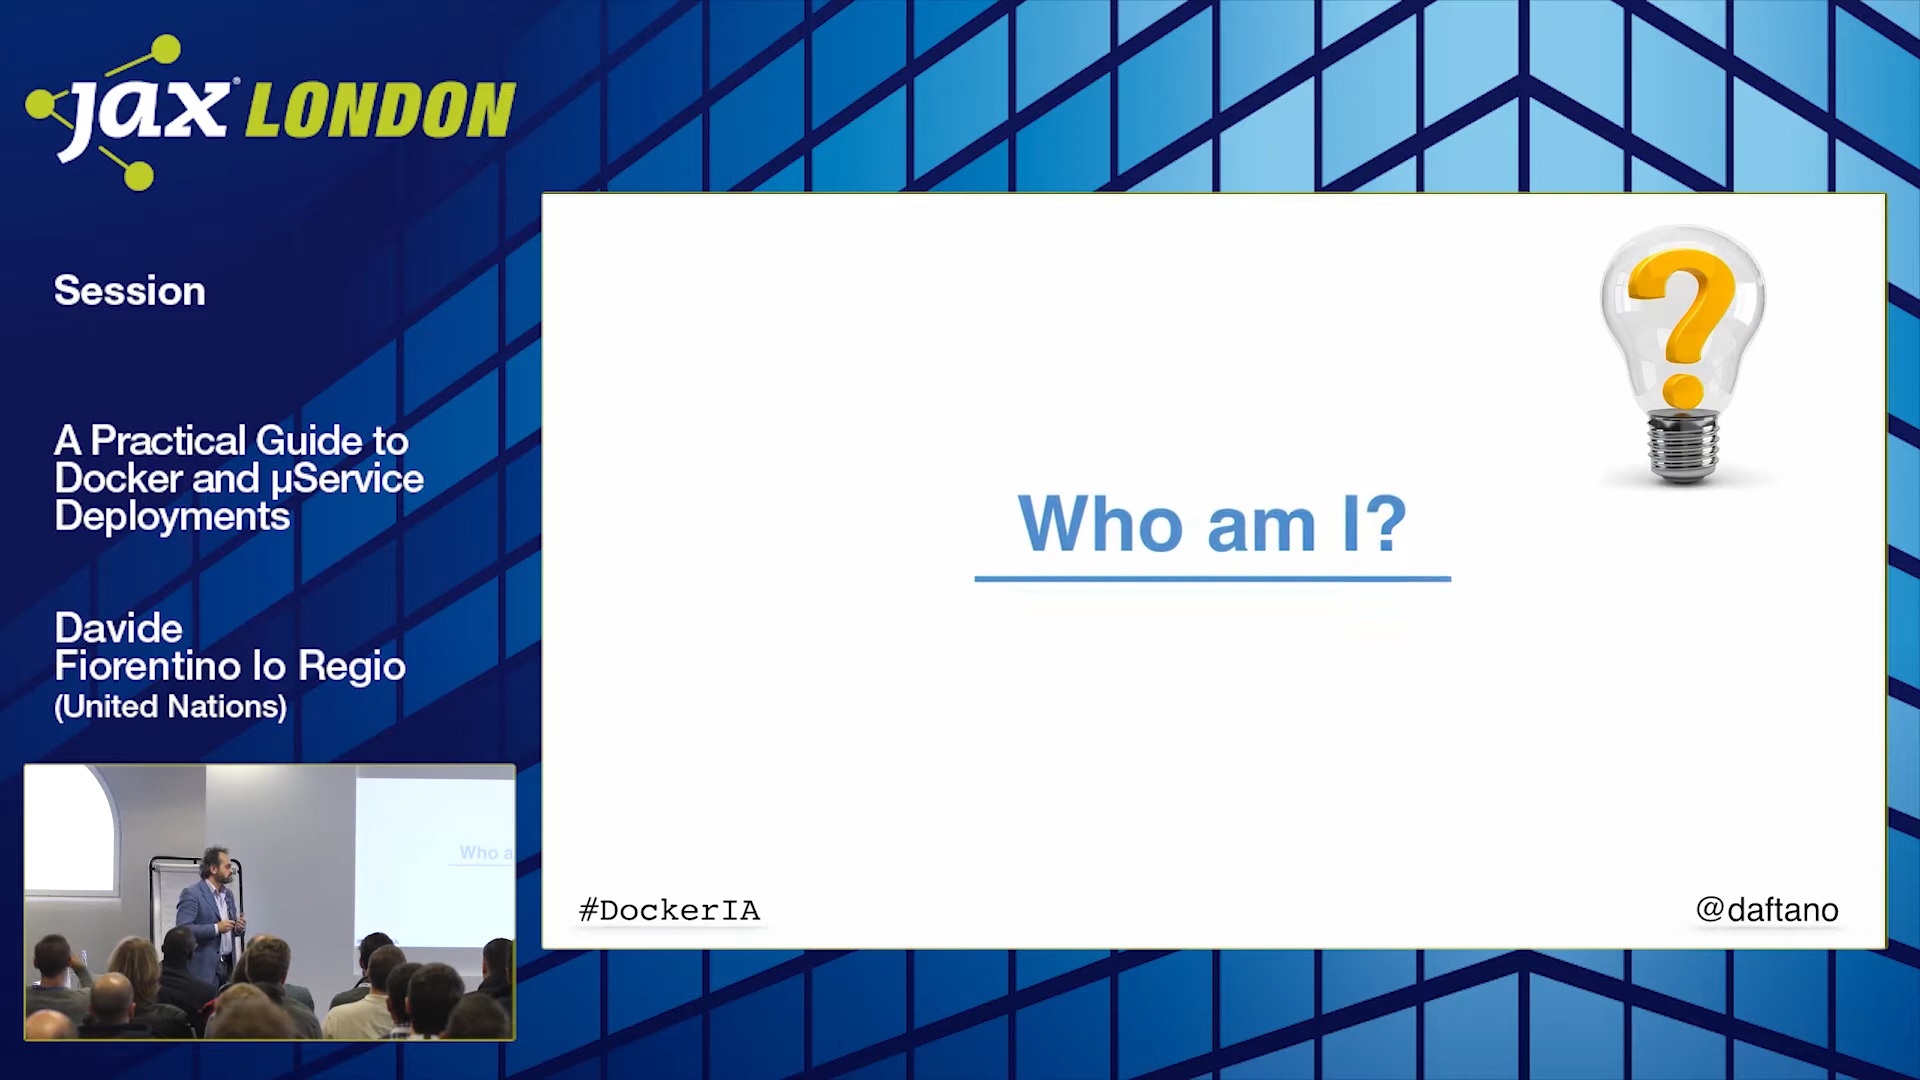 jax® LONDON
Session
A Practical Guide to
Docker and µService
Deployments
Davide
Fiorentino lo Regio
(United Nations)
Who am I?
#DockerIA
@daftano
Who a